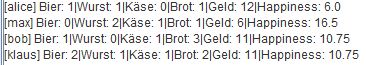 [alice] Bier: 1|Wurst: 1|Käse: 0|Brot: 1|Geld: 12|Happiness: 6.0
[max] Bier: 0|Wurst: 2|Käse: 1|Brot: 1|Geld: 6|Happiness: 16.5
[bob] Bier: 1|Wurst: 0|Käse: 1|Brot: 3|Geld: 11|Happiness: 10.75
[klaus] Bier: 2|Wurst: 1|Käse: 1|Brot: 2|Geld: 11|Happiness: 10.75